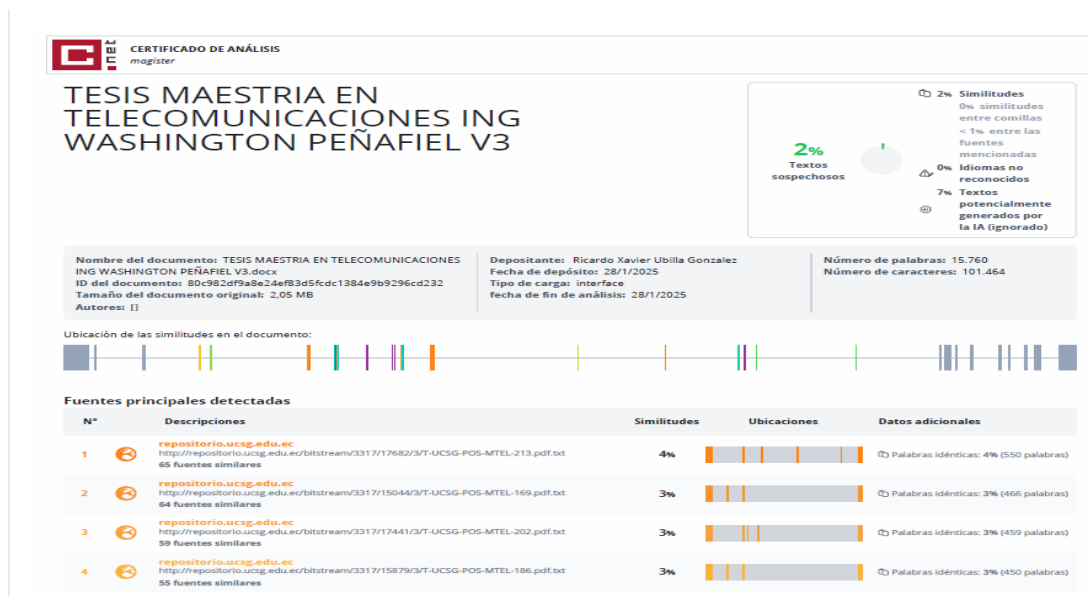 CERTIFICADO DE ANÁLISIS
magister
TESIS MAESTRIA EN
TELECOMUNICACIONES ING
WASHINGTON PEÑAFIEL V3
2%
Textos
sospechosos
2% Similitudes
0% similitudes
entre comillas
< 1% entre las
fuentes
mencionadas
0% Idiomas no
reconocidos
7% Textos
potencialmente
generados por
la IA (ignorado)
Nombre del documento: TESIS MAESTRIA EN TELECOMUNICACIONES
ING WASHINGTON PEÑAFIEL V3.docx
ID del documento: 80c982df9a8e24ef83d5fcdc1384e9b9296cd232
Tamaño del documento original: 2,05 MB
Autores: []
Depositante: Ricardo Xavier Ubilla Gonzalez
Fecha de depósito: 28/1/2025
Tipo de carga: interface
fecha de fin de análisis: 28/1/2025
Número de palabras: 15.760
Número de caracteres: 101.464
Ubicación de las similitudes en el documento:
Fuentes principales detectadas
N° Descripciones Similitudes Ubicaciones Datos adicionales
1 repositorio.ucsg.edu.ec
http://repositorio.ucsg.edu.ec/bitstream/3317/17682/3/T-UCSG-POS-MTEL-213.pdf.txt
65 fuentes similares
4% Palabras idénticas: 4% (550 palabras)
2 repositorio.ucsg.edu.ec
http://repositorio.ucsg.edu.ec/bitstream/3317/15044/3/T-UCSG-POS-MTEL-169.pdf.txt
64 fuentes similares
3% Palabras idénticas: 3% (466 palabras)
3 repositorio.ucsg.edu.ec
http://repositorio.ucsg.edu.ec/bitstream/3317/17441/3/T-UCSG-POS-MTEL-202.pdf.txt
59 fuentes similares
3% Palabras idénticas: 3% (459 palabras)
4 repositorio.ucsg.edu.ec
http://repositorio.ucsg.edu.ec/bitstream/3317/15879/3/T-UCSG-POS-MTEL-186.pdf.txt
55 fuentes similares
3% Palabras idénticas: 3% (450 palabras)